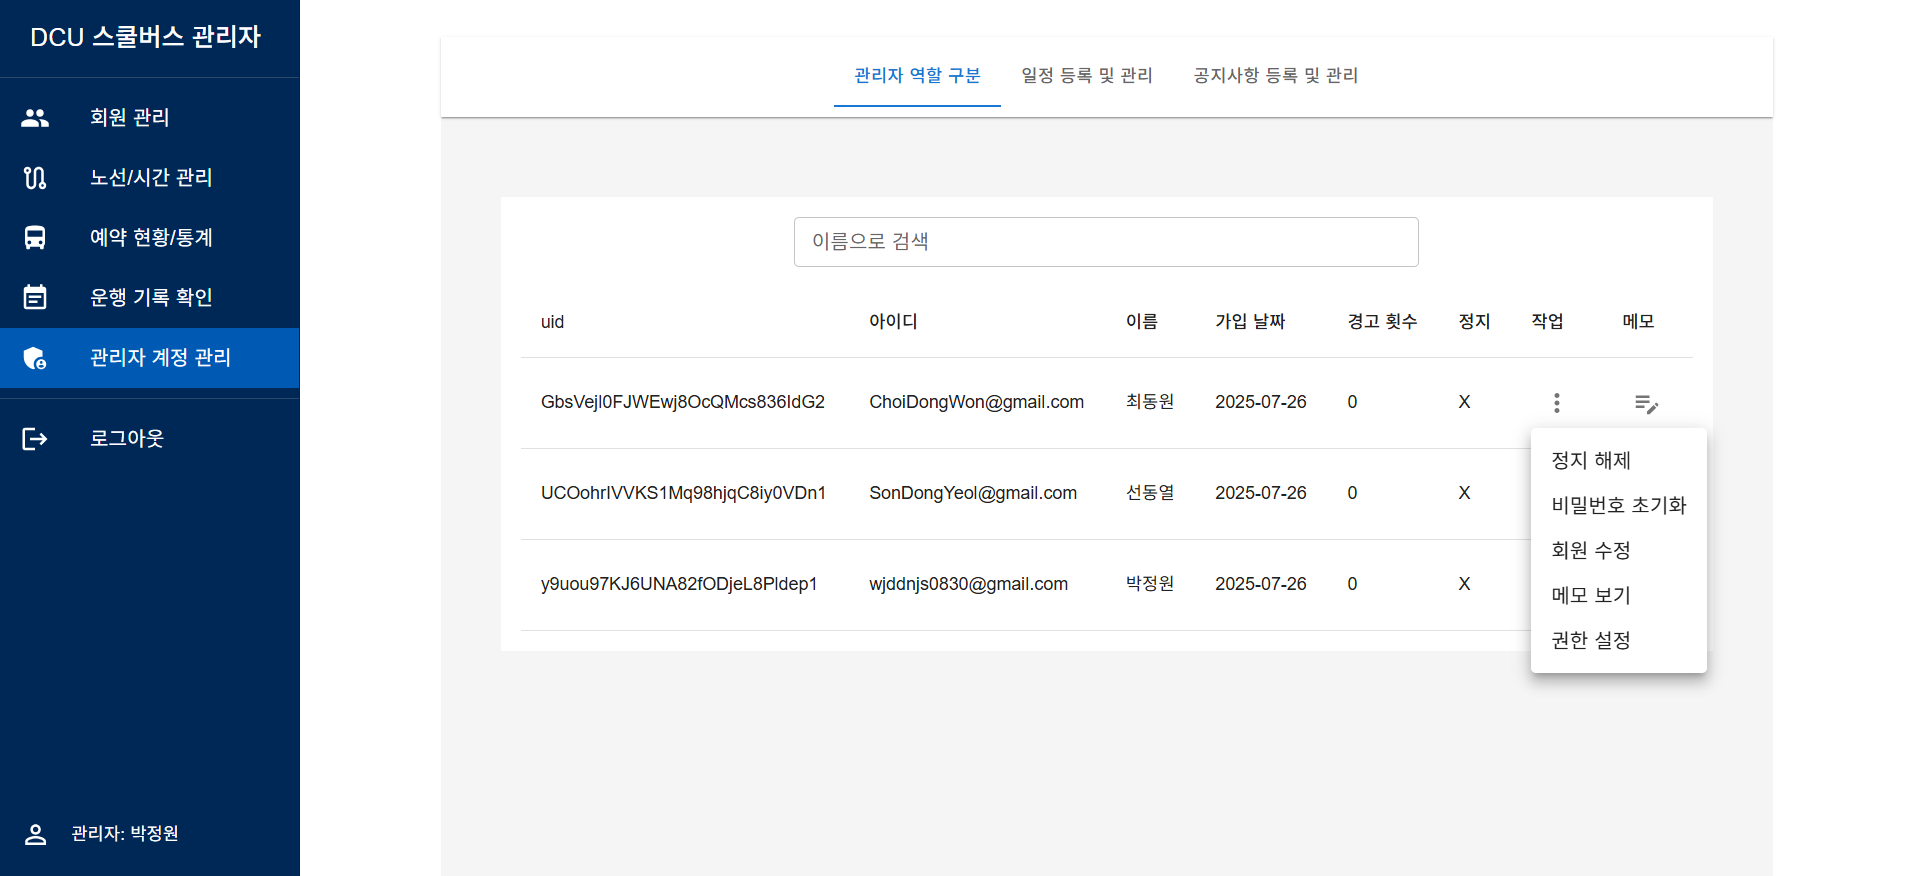 DCU 스쿨버스 관리자
회원 관리
노선/시간 관리
예약 현황/통계
운행 기록 확인
관리자 계정 관리
로그아웃
관리자: 박정원
관리자 역할 구분 일정 등록 및 관리 공지사항 등록 및 관리
이름으로 검색
uid 아이디 이름 가입 날짜 경고 횟수 정지 작업 메모
GbsVejl0FJWEwj8OcQMcs836IdG2 ChoiDongWon@gmail.com 최동원 2025-07-26 0 X
UCOohrIVVKS1Mq98hjqC8iy0VDn1 SonDongYeol@gmail.com 선동열 2025-07-26 0 X
y9uou97KJ6UNA82fODjeL8Pldep1 wjddnjs0830@gmail.com 박정원 2025-07-26 0 X
정지 해제
비밀번호 초기화
회원 수정
메모 보기
권한 설정